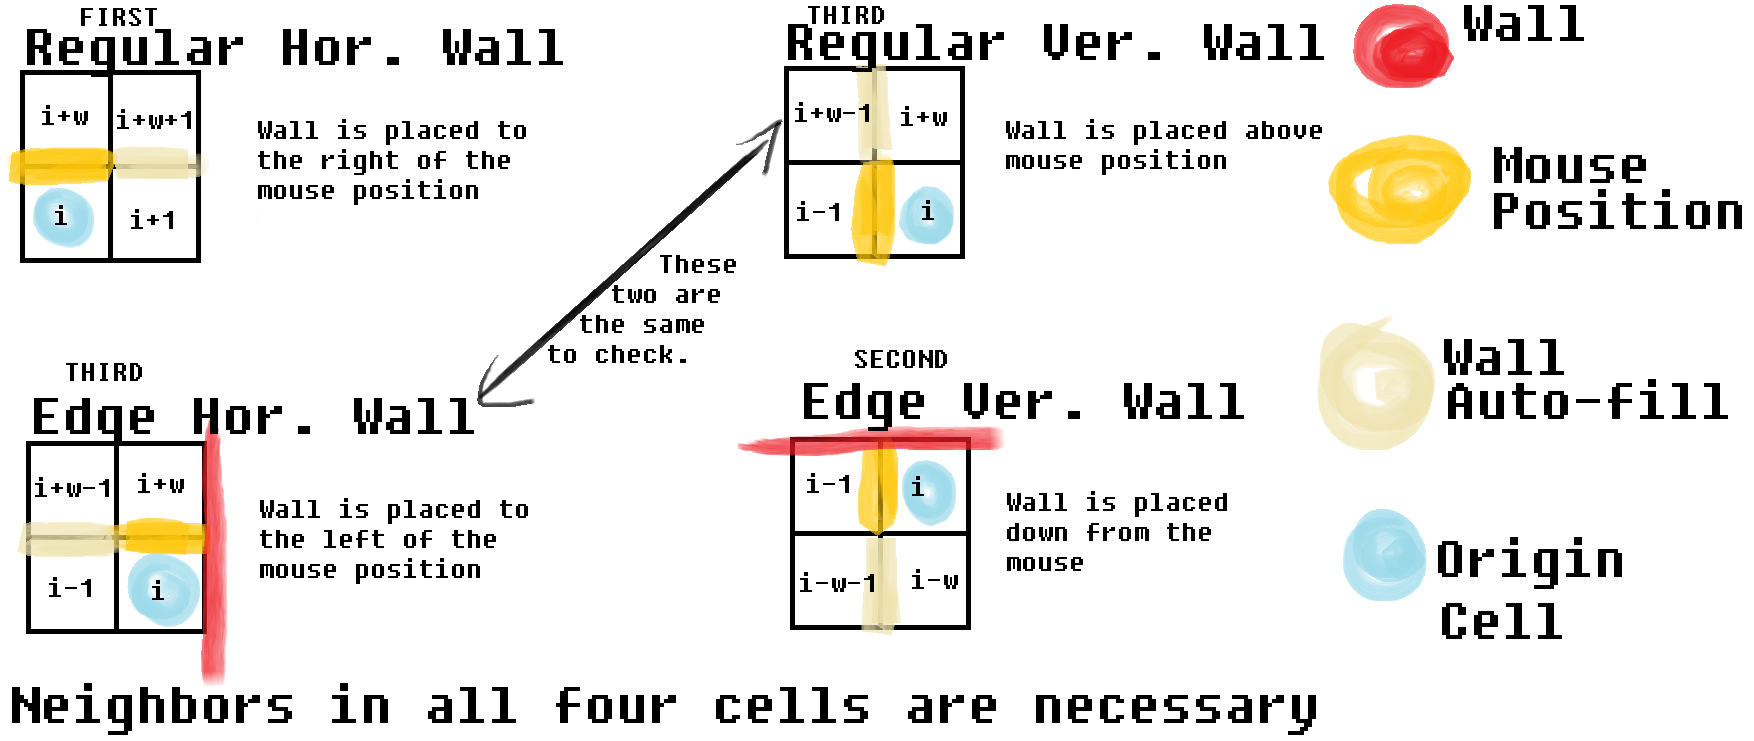 FIRST
Regular Hor. Wall
i+w
i+w+1
i
i+1
Wall is placed to
the right of the
mouse position
THIRD
Regular Ver. Wall
i+w-1
i+w
i-1
i
Wall is placed above
mouse position
Wall
Mouse
Position
These
two are
the same
to check.
THIRD
Edge Hor. Wall
i+w-1
i+w
i-1
i
Wall is placed to
the left of the
mouse position
SECOND
Edge Ver. Wall
i-1
i
i-w-1
i-w
Wall is placed
down from the
mouse
Wall
Auto-fill
Origin
Cell
Neighbors in all four cells are necessary